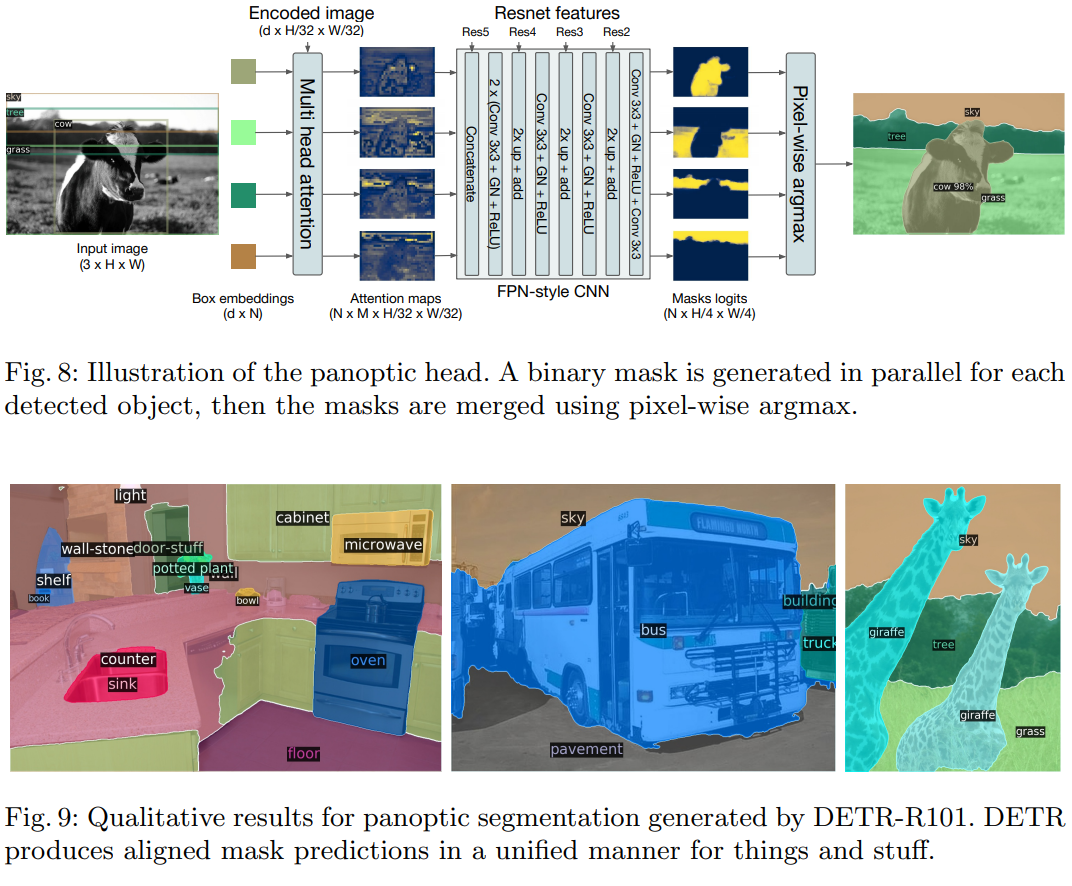 Encoded image
(d x H/32 x W/32)
Resnet features
Res5
Res4
Res3
Res2
sky
tree
cow
grass
Input image
(3 x H x W)
Box embeddings
(d x N)
Multi head attention
Attention maps
(N x M x H/32 x W/32)
Concatenate
2 x (Conv 3x3 + GN + ReLU)
2x up + add
Conv 3x3 + GN + ReLU
2x up + add
Conv 3x3 + GN + ReLU
2x up + add
Conv 3x3 + GN + ReLU + Conv 3x3
FPN-style CNN
Masks logits
(N x H/4 x W/4)
Pixel-wise argmax
sky
tree
cow 98%
grass
Fig. 8: Illustration of the panoptic head. A binary mask is generated in parallel for each
detected object, then the masks are merged using pixel-wise argmax.
light
cabinet
wall-stone
door-stuff
microwave
potted plant
shelf
vase
book
bowl
counter
oven
sink
floor
sky
building
bus
truck
pavement
sky
giraffe
tree
giraffe
grass
Fig. 9: Qualitative results for panoptic segmentation generated by DETR-R101. DETR
produces aligned mask predictions in a unified manner for things and stuff.